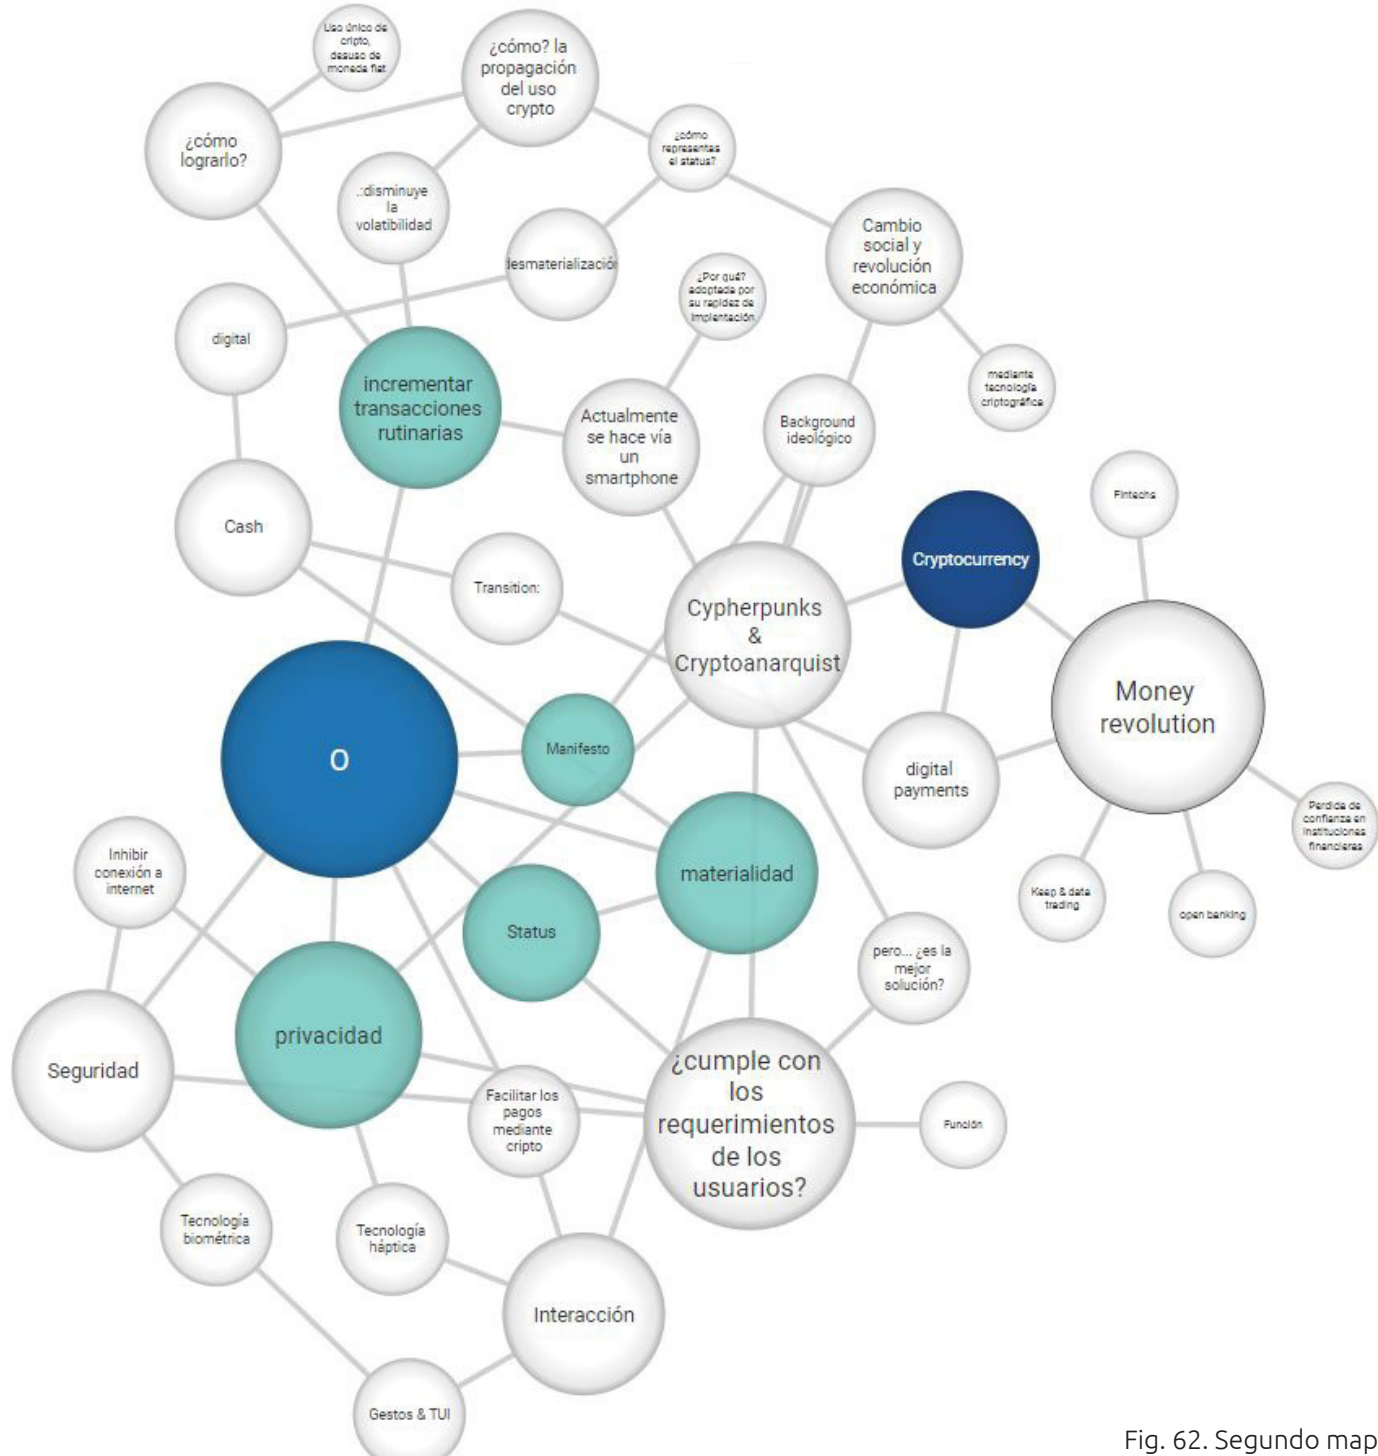 Uso único de
cripto,
desuso de
moneda fiat
¿cómo? la
propagación
del uso
crypto
¿cómo
lograrlo?
¿cómo
representas
el status?
.:disminuye
la
volatibilidad
Cambio
social y
revolución
económica
desmaterialización
¿Por qué?
adoptada por
su rapidez de
implentación
digital
mediante
tecnología
criptográfica
incrementar
transacciones
rutinarias
Actualmente
se hace vía
un
smartphone
Background
ideológico
Fintechs
Cash
Cryptocurrency
Transition:
Cypherpunks
&
Cryptoanarquist
Money
revolution
O
Manifesto
digital
payments
Perdida de
confianza en
instituciones
financieras
Inhibir
conexión a
internet
materialidad
Keep & data
trading
open banking
Status
pero... ¿es la
mejor
solución?
privacidad
Seguridad
¿cumple con
los
requerimientos
de los
usuarios?
Facilitar los
pagos
mediante
cripto
Función
Tecnología
biométrica
Tecnología
háptica
Interacción
Gestos & TUI
Fig. 62. Segundo map